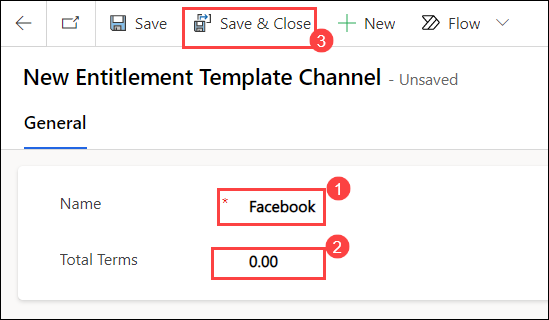 Save Save & Close New Flow
3
New Entitlement Template Channel - Unsaved
General
1
Name * Facebook
2
Total Terms 0.00